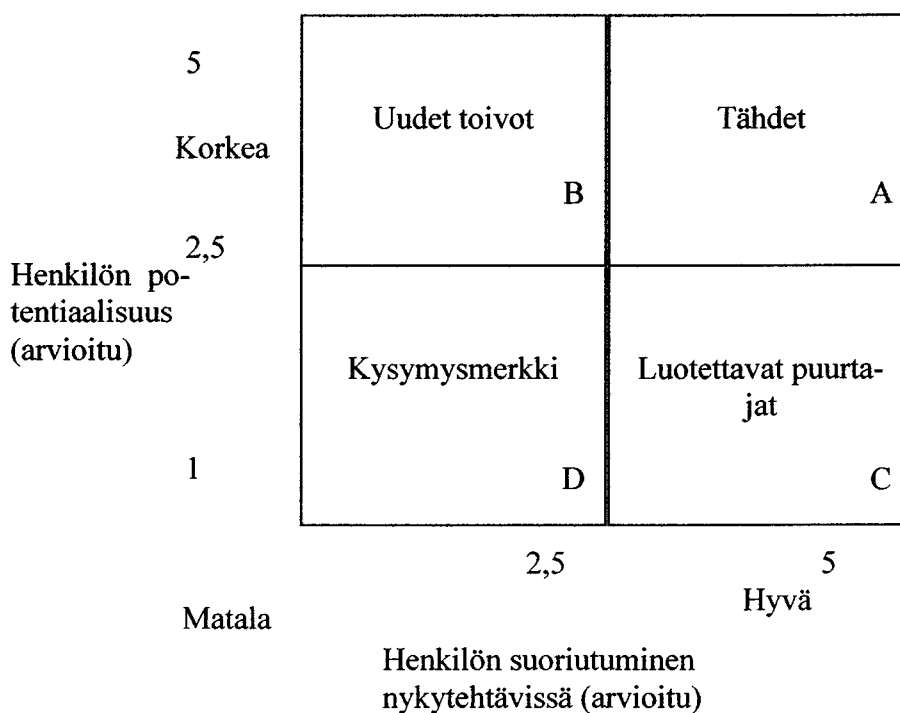 5
Korkea
Uudet toivot
Tähdet
B
A
2,5
Henkilön po-
tentiaalisuus
(arvioitu)
Kysymysmerkki
Luotettavat puurta-
jat
1
D
C
2,5
5
Hyvä
Matala
Henkilön suoriutuminen
nykytehtävissä (arvioitu)